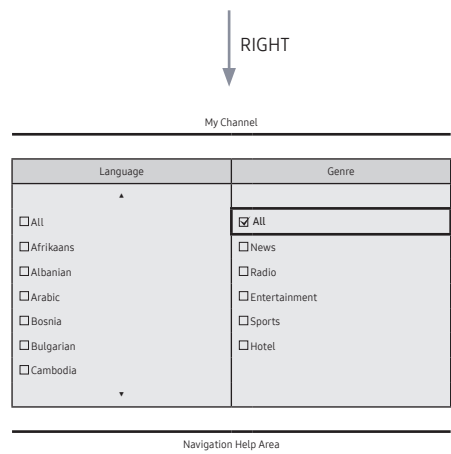 RIGHT
My Channel
Language Genre
▲
All All
Afrikaans News
Albanian Radio
Arabic Entertainment
Bosnia Sports
Bulgarian Hotel
Cambodia
▼
Navigation Help Area